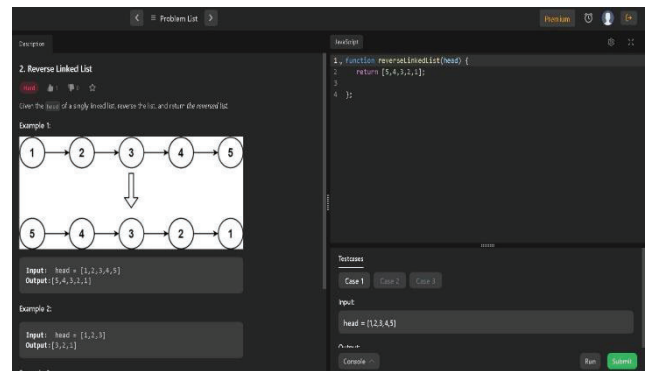 Problem List
Premium
Description
2. Reverse Linked List
Hard
Given the head of a singly linked list, reverse the list, and return the reversed list.
Example 1:
1 2 3 4 5
5 4 3 2 1
Input: head = [1,2,3,4,5]
Output:[5,4,3,2,1]
Example 2:
Input: head = [1,2,3]
Output:[3,2,1]
JavaScript
1 function reverseLinkedList(head) {
2 return [5,4,3,2,1];
3
4 };
Testcases
Case 1 Case 2 Case 3
Input:
head = [1,2,3,4,5]
Output:
Console
Run Submit